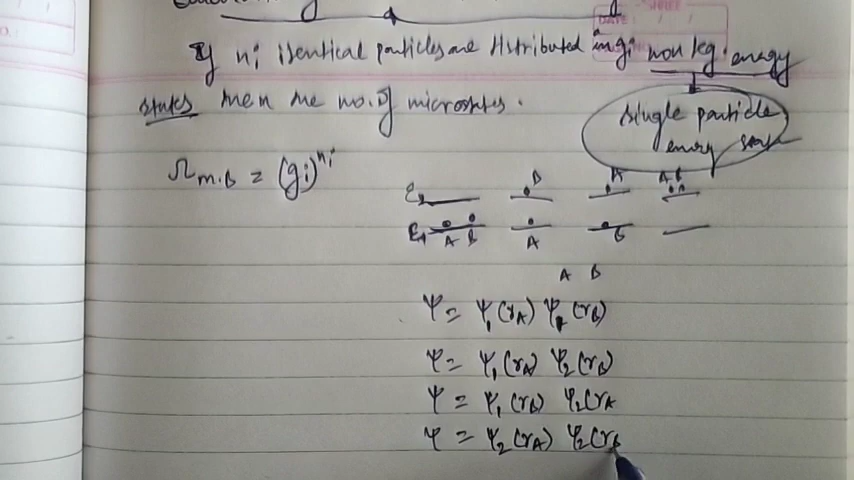 If ni identical particles are distributed in gi non deg. energy
states then the no. of microstates.
single particle
energy state
Ω M.B = (gi)^ni
B A A B
E2
E1 A B A B
A B
Ψ = Ψ1(rA) Ψ1(rB)
Ψ = Ψ1(rA) Ψ2(rB)
Ψ = Ψ1(rB) Ψ2(rA
Ψ = Ψ2(rA) Ψ2(rB